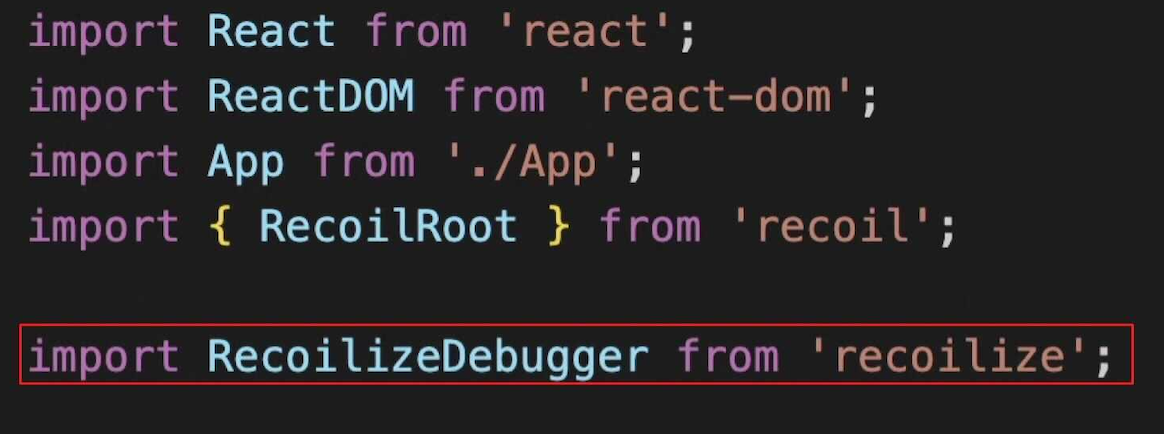 import React from 'react';
import ReactDOM from 'react-dom';
import App from './App';
import { RecoilRoot } from 'recoil';
import RecoilizeDebugger from 'recoilize';